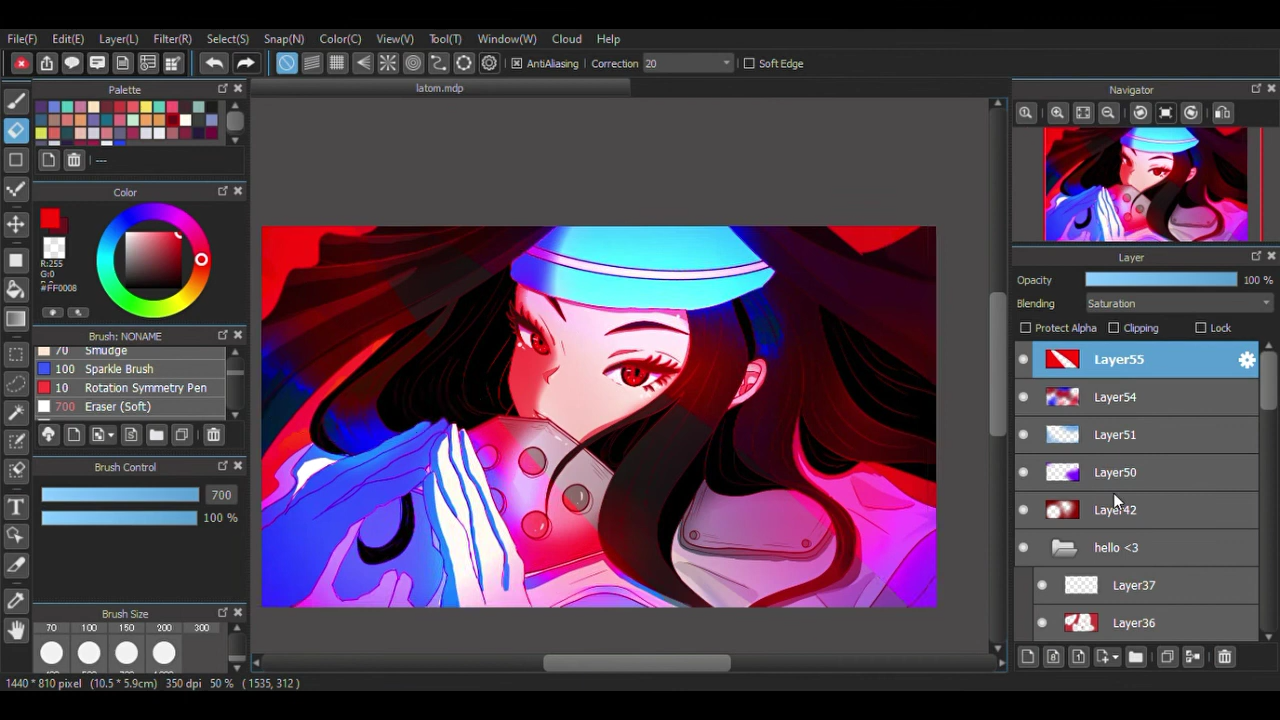 File(F) Edit(E) Layer(L) Filter(R) Select(S) Snap(N) Color(C) View(V) Tool(T) Window(W) Cloud Help
AntiAliasing Correction 20 Soft Edge
Palette
---
Color
R:255
G:0
#FF0008
Brush: NONAME
70 Smudge
100 Sparkle Brush
10 Rotation Symmetry Pen
700 Eraser (Soft)
Brush Control
700
100 %
Brush Size
70 100 150 200 300
latom.mdp
Navigator
Layer
Opacity 100 %
Blending Saturation
Protect Alpha Clipping Lock
Layer55
Layer54
Layer51
Layer50
Layer42
hello <3
Layer37
Layer36
1440 * 810 pixel (10.5 * 5.9cm) 350 dpi 50 % ( 1535, 312 )